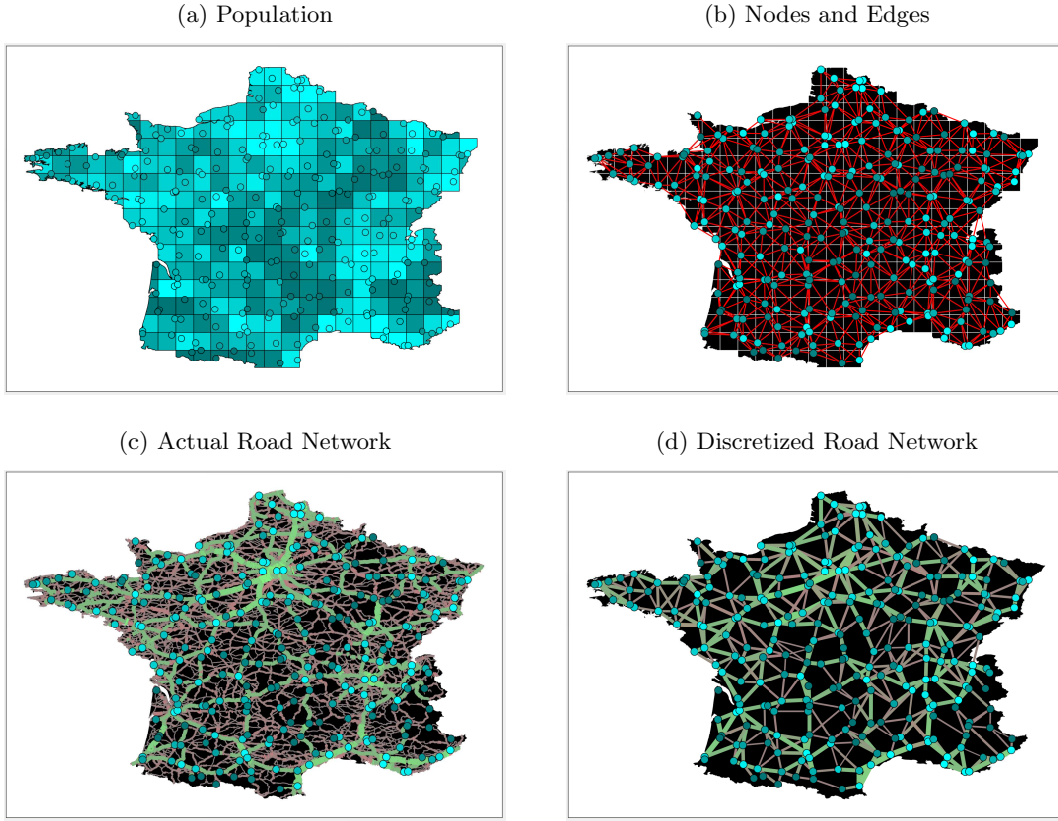 (a) Population
(b) Nodes and Edges
(c) Actual Road Network
(d) Discretized Road Network